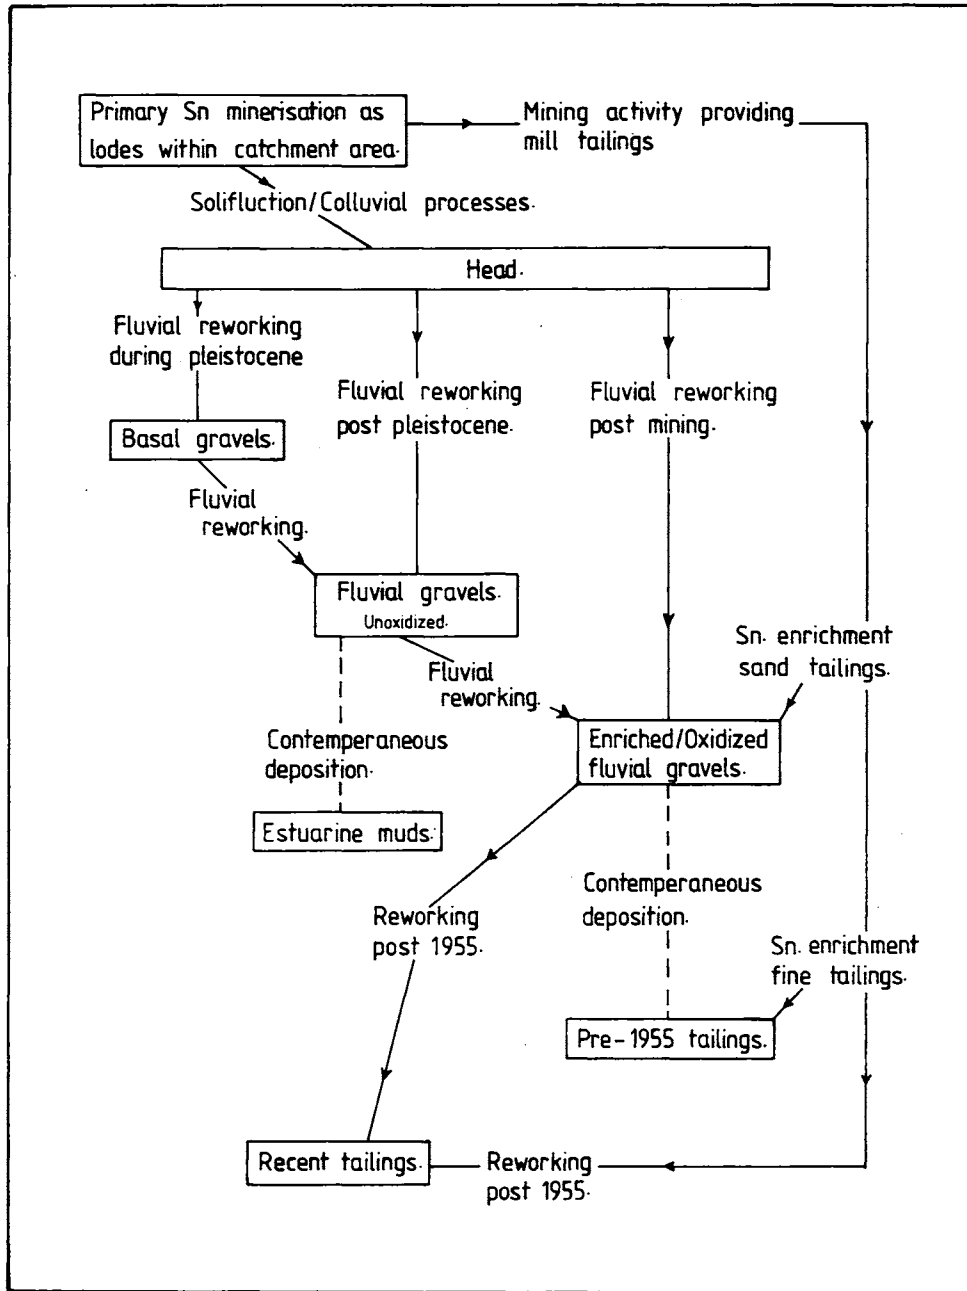 Primary Sn minerisation as
lodes within catchment area.
Mining activity providing
mill tailings
Solifluction/Colluvial processes.
Head.
Fluvial reworking
during pleistocene
Fluvial reworking
post pleistocene.
Fluvial reworking
post mining.
Basal gravels.
Fluvial
reworking.
Fluvial gravels.
Unoxidized.
Sn. enrichment
sand tailings.
Fluvial
reworking.
Enriched/Oxidized
fluvial gravels.
Contemperaneous
deposition.
Estuarine muds.
Contemperaneous
deposition.
Reworking
post 1955.
Sn. enrichment
fine tailings.
Pre-1955 tailings.
Recent tailings.
Reworking
post 1955.